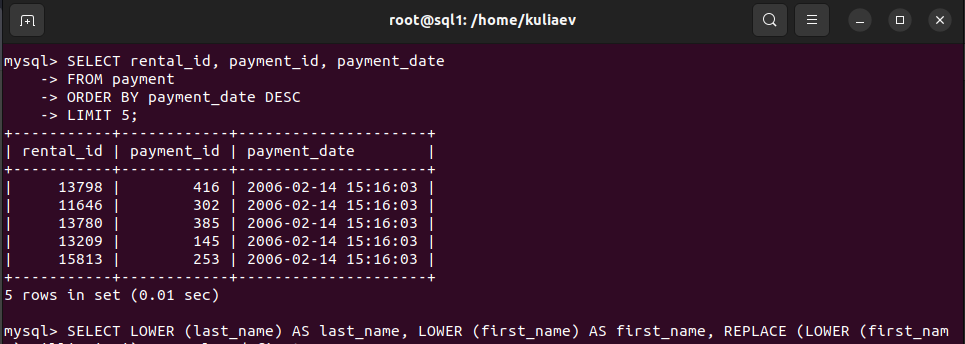 root@sql1: /home/kuliaev
mysql> SELECT rental_id, payment_id, payment_date
    -> FROM payment
    -> ORDER BY payment_date DESC
    -> LIMIT 5;
+-----------+------------+---------------------+
| rental_id | payment_id | payment_date        |
+-----------+------------+---------------------+
|     13798 |        416 | 2006-02-14 15:16:03 |
|     11646 |        302 | 2006-02-14 15:16:03 |
|     13780 |        385 | 2006-02-14 15:16:03 |
|     13209 |        145 | 2006-02-14 15:16:03 |
|     15813 |        253 | 2006-02-14 15:16:03 |
+-----------+------------+---------------------+
5 rows in set (0.01 sec)
mysql> SELECT LOWER (last_name) AS last_name, LOWER (first_name) AS first_name, REPLACE (LOWER (first_nam